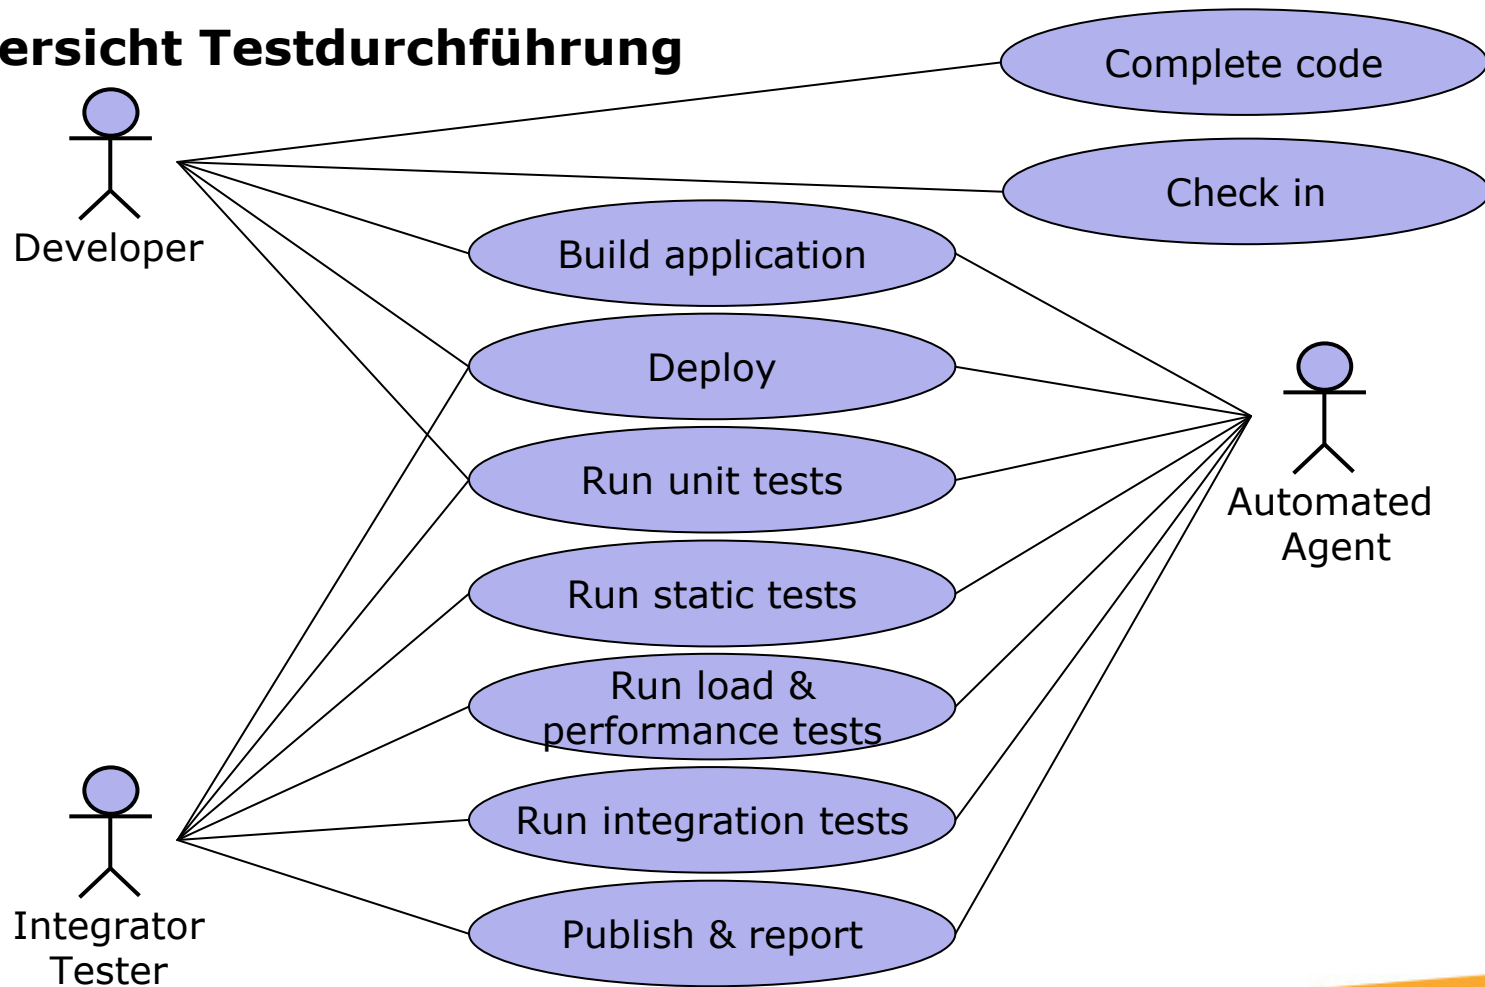 ersicht Testdurchführung
Complete code
Check in
Developer
Build application
Deploy
Run unit tests
Automated
Agent
Run static tests
Run load &
performance tests
Run integration tests
Integrator
Tester
Publish & report